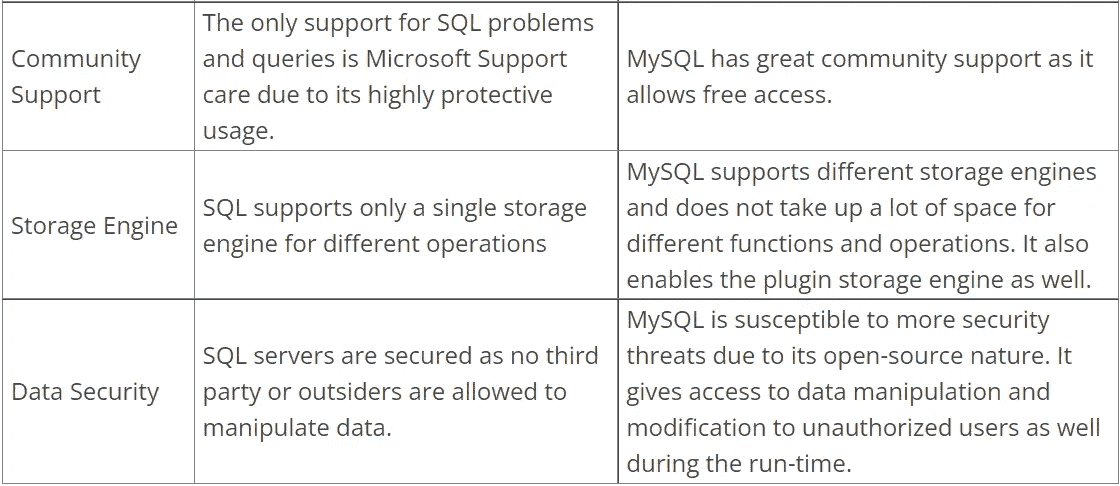 Community
Support
The only support for SQL problems
and queries is Microsoft Support
care due to its highly protective
usage.
MySQL has great community support as it
allows free access.
Storage Engine
SQL supports only a single storage
engine for different operations
MySQL supports different storage engines
and does not take up a lot of space for
different functions and operations. It also
enables the plugin storage engine as well.
Data Security
SQL servers are secured as no third
party or outsiders are allowed to
manipulate data.
MySQL is susceptible to more security
threats due to its open-source nature. It
gives access to data manipulation and
modification to unauthorized users as well
during the run-time.